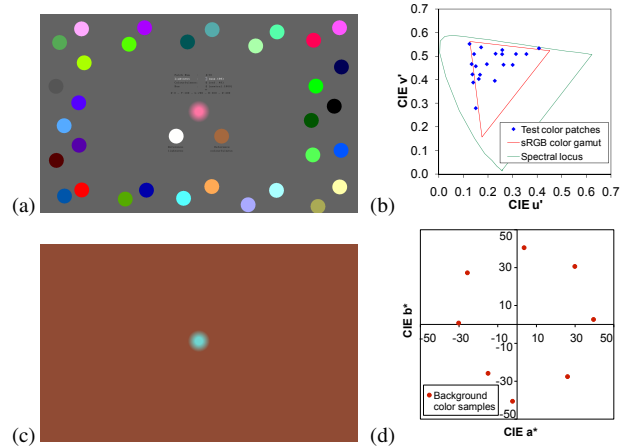 (a)
(b)
CIE v'
0.7
0.6
0.5
0.4
0.3
0.2
0.1
0.0
Test color patches
sRGB color gamut
Spectral locus
0.0 0.1 0.2 0.3 0.4 0.5 0.6 0.7
CIE u'
(c)
(d)
CIE b*
50
30
10
-50 -30 -10 10 30 50
-10
-30
-50
Background
color samples
CIE a*